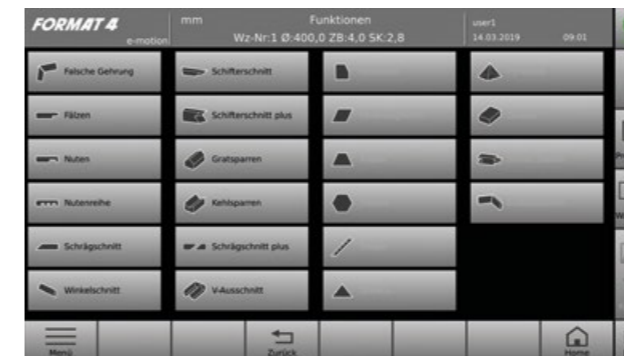 FORMAT 4
e-motion
mm
Funktionen
Wz-Nr:1 Ø:400,0 ZB:4,0 SK:2,8
user1
14.03.2019 09:01
Falsche Gehrung
Schifterschnitt
Fälzen
Schifterschnitt plus
Nuten
Gratsparren
Nutenreihe
Kehlsparren
Schrägschnitt
Schrägschnitt plus
Winkelschnitt
V-Ausschnitt
Menü
Zurück
Home